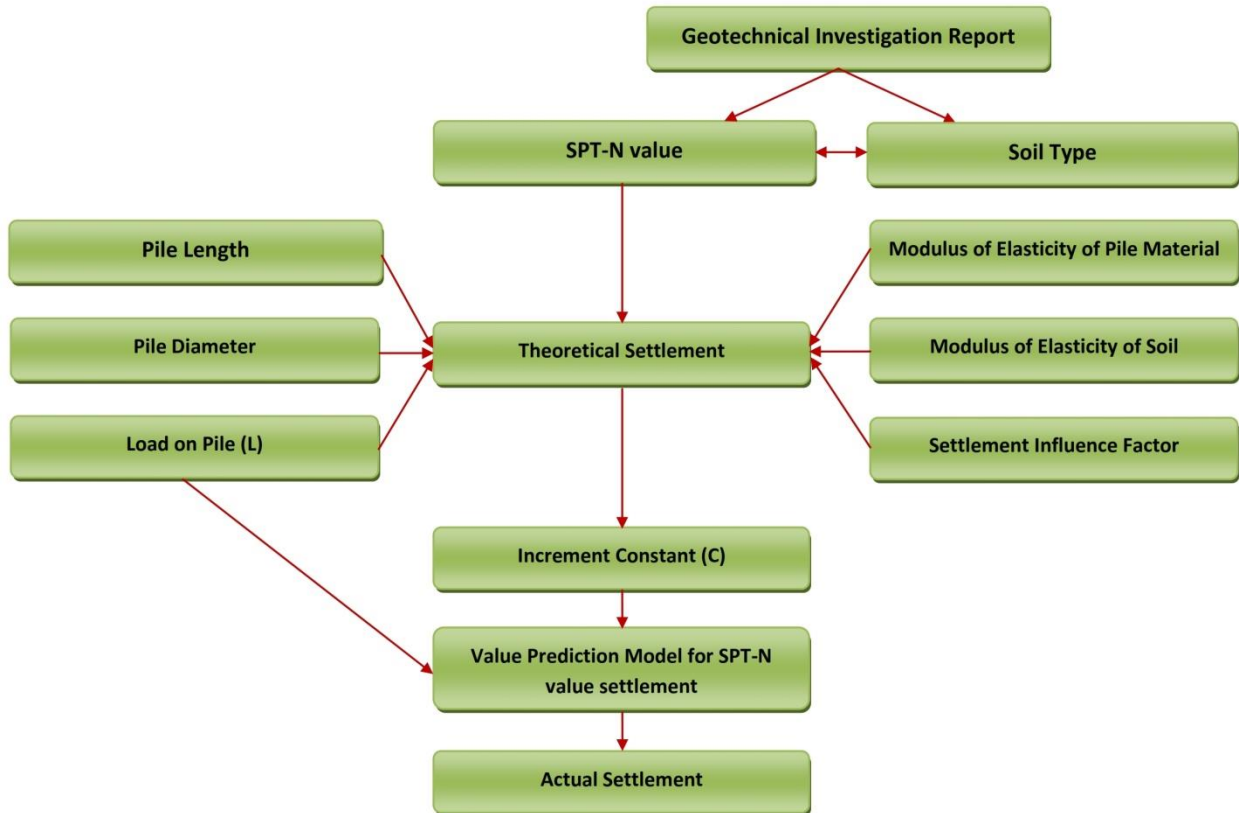 Geotechnical Investigation Report
SPT-N value
Soil Type
Pile Length
Modulus of Elasticity of Pile Material
Pile Diameter
Theoretical Settlement
Modulus of Elasticity of Soil
Load on Pile (L)
Settlement Influence Factor
Increment Constant (C)
Value Prediction Model for SPT-N
value settlement
Actual Settlement